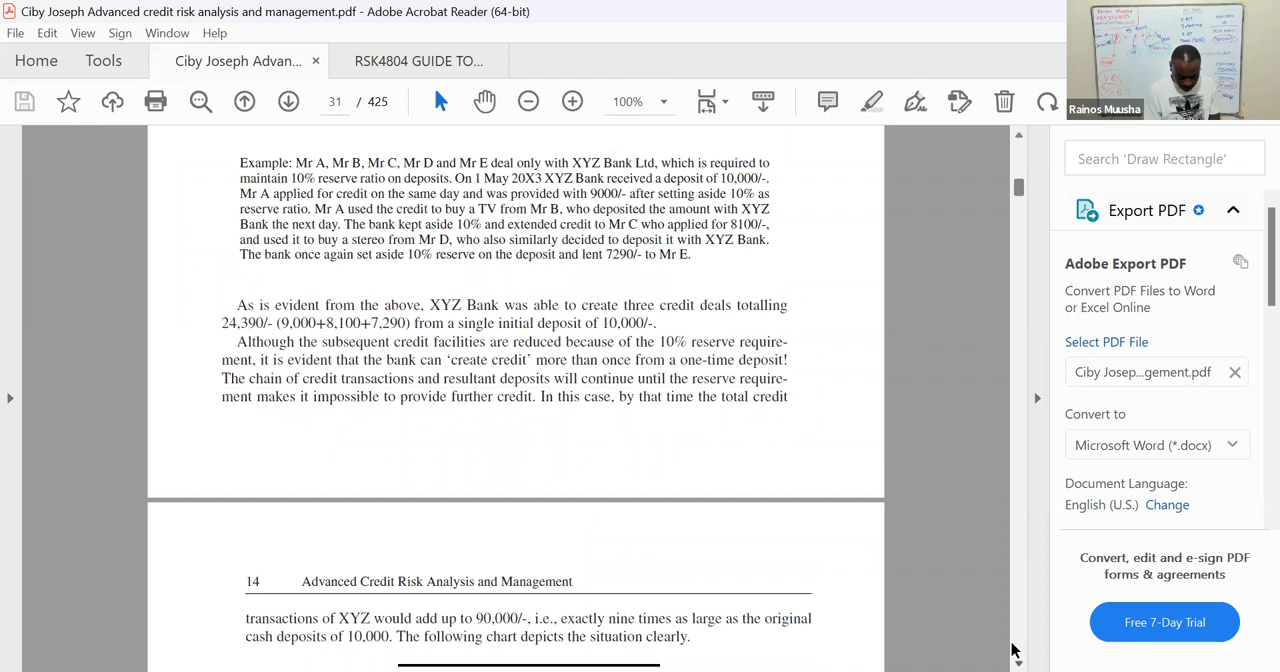 Ciby Joseph Advanced credit risk analysis and management.pdf - Adobe Acrobat Reader (64-bit)
File Edit View Sign Window Help
Home Tools Ciby Joseph Advan... × RSK4804 GUIDE TO...
31 / 425 100%
Rainos Muusha
Example: Mr A, Mr B, Mr C, Mr D and Mr E deal only with XYZ Bank Ltd, which is required to
maintain 10% reserve ratio on deposits. On 1 May 20X3 XYZ Bank received a deposit of 10,000/-.
Mr A applied for credit on the same day and was provided with 9000/- after setting aside 10% as
reserve ratio. Mr A used the credit to buy a TV from Mr B, who deposited the amount with XYZ
Bank the next day. The bank kept aside 10% and extended credit to Mr C who applied for 8100/-,
and used it to buy a stereo from Mr D, who also similarly decided to deposit it with XYZ Bank.
The bank once again set aside 10% reserve on the deposit and lent 7290/- to Mr E.
As is evident from the above, XYZ Bank was able to create three credit deals totalling
24,390/- (9,000+8,100+7,290) from a single initial deposit of 10,000/-.
Although the subsequent credit facilities are reduced because of the 10% reserve require-
ment, it is evident that the bank can ‘create credit’ more than once from a one-time deposit!
The chain of credit transactions and resultant deposits will continue until the reserve require-
ment makes it impossible to provide further credit. In this case, by that time the total credit
14 Advanced Credit Risk Analysis and Management
transactions of XYZ would add up to 90,000/-, i.e., exactly nine times as large as the original
cash deposits of 10,000. The following chart depicts the situation clearly.
Search 'Draw Rectangle'
Export PDF
Adobe Export PDF
Convert PDF Files to Word
or Excel Online
Select PDF File
Ciby Josep...gement.pdf
Convert to
Microsoft Word (*.docx)
Document Language:
English (U.S.) Change
Convert, edit and e-sign PDF
forms & agreements
Free 7-Day Trial